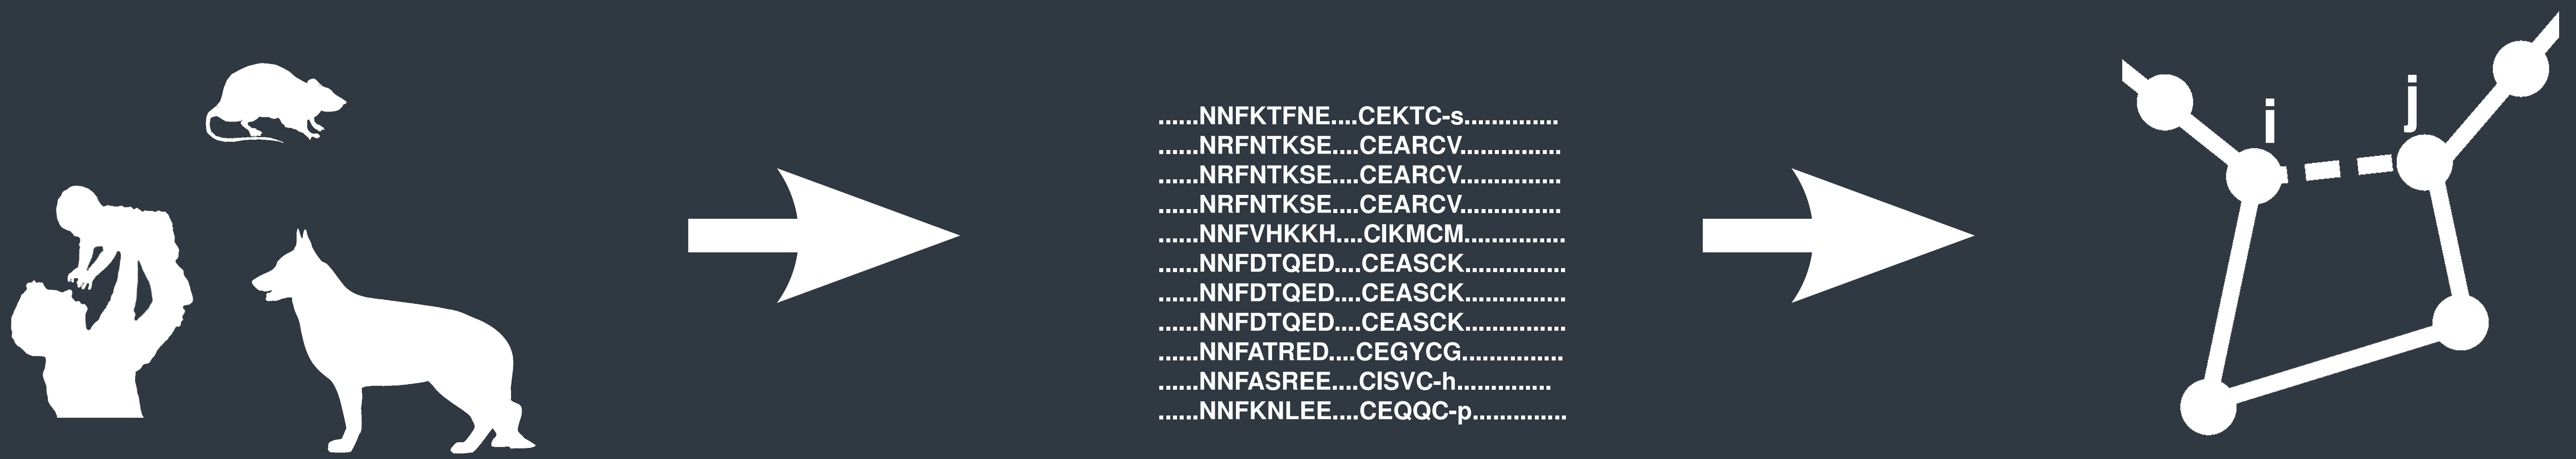 ......NNFKTFNE....CEKTC-s..............
......NRFNTKSE....CEARCV...............
......NRFNTKSE....CEARCV...............
......NRFNTKSE....CEARCV...............
......NNFVHKKH....CIKMCM...............
......NNFDTQED....CEASCK...............
......NNFDTQED....CEASCK...............
......NNFDTQED....CEASCK...............
......NNFATRED....CEGYCG...............
......NNFASREE....CISVC-h..............
......NNFKNLEE....CEQQC-p..............
i
j